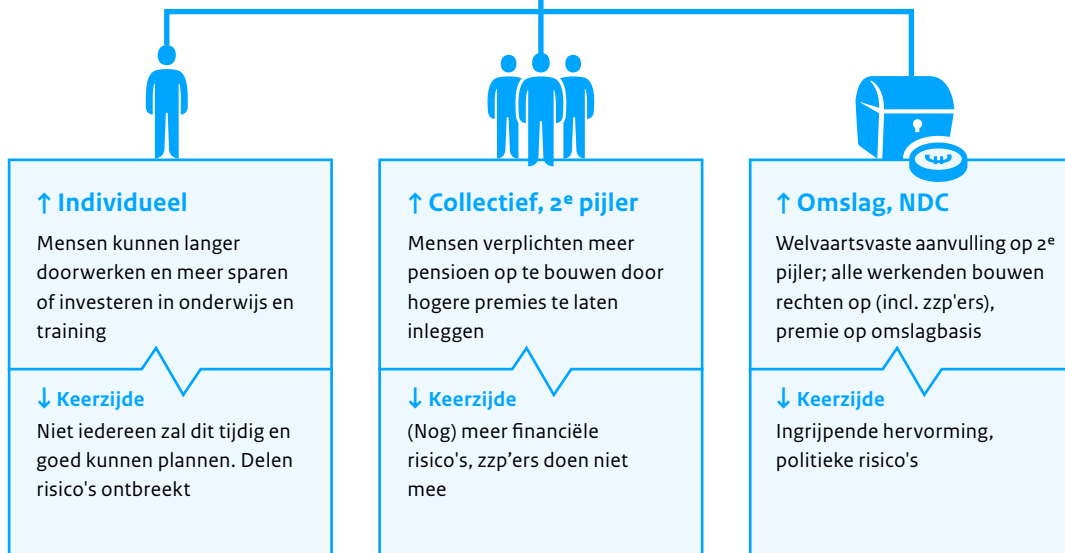 ↑ Individueel
Mensen kunnen langer
doorwerken en meer sparen
of investeren in onderwijs en
training
↓ Keerzijde
Niet iedereen zal dit tijdig en
goed kunnen plannen. Delen
risico's ontbreekt
↑ Collectief, 2ᵉ pijler
Mensen verplichten meer
pensioen op te bouwen door
hogere premies te laten
inleggen
↓ Keerzijde
(Nog) meer financiële
risico's, zzp’ers doen niet
mee
↑ Omslag, NDC
Welvaartsvaste aanvulling op 2ᵉ
pijler; alle werkenden bouwen
rechten op (incl. zzp'ers),
premie op omslagbasis
↓ Keerzijde
Ingrijpende hervorming,
politieke risico's